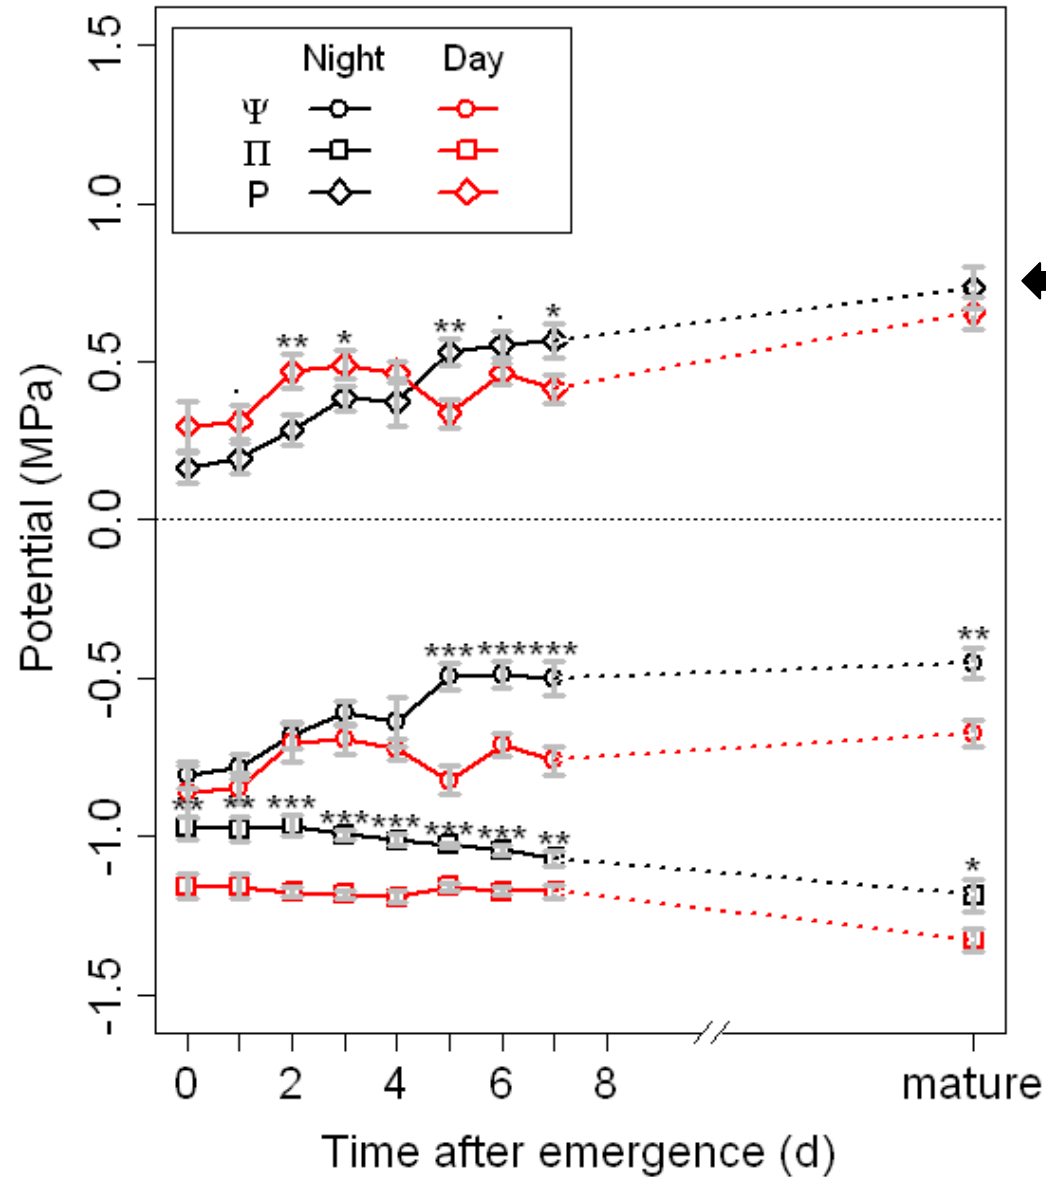 Night Day
Ψ
Π
P
1.5
1.0
0.5
0.0
-0.5
-1.0
-1.5
Potential (MPa)
** * ** . *
.
*** *** ***
**
** ** *** *** *** *** *** **
*
0 2 4 6 8 mature
Time after emergence (d)